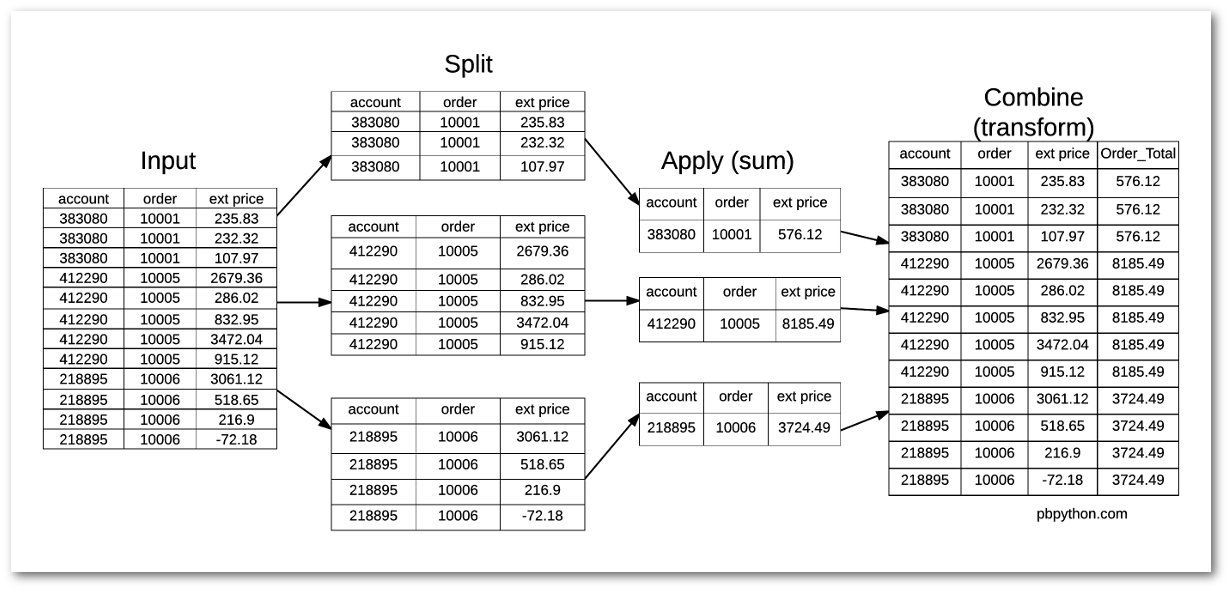 Input
account order ext price
383080 10001 235.83
383080 10001 232.32
383080 10001 107.97
412290 10005 2679.36
412290 10005 286.02
412290 10005 832.95
412290 10005 3472.04
412290 10005 915.12
218895 10006 3061.12
218895 10006 518.65
218895 10006 216.9
218895 10006 -72.18
Split
account order ext price
383080 10001 235.83
383080 10001 232.32
383080 10001 107.97
account order ext price
412290 10005 2679.36
412290 10005 286.02
412290 10005 832.95
412290 10005 3472.04
412290 10005 915.12
account order ext price
218895 10006 3061.12
218895 10006 518.65
218895 10006 216.9
218895 10006 -72.18
Apply (sum)
account order ext price
383080 10001 576.12
account order ext price
412290 10005 8185.49
account order ext price
218895 10006 3724.49
Combine
(transform)
account order ext price Order_Total
383080 10001 235.83 576.12
383080 10001 232.32 576.12
383080 10001 107.97 576.12
412290 10005 2679.36 8185.49
412290 10005 286.02 8185.49
412290 10005 832.95 8185.49
412290 10005 3472.04 8185.49
412290 10005 915.12 8185.49
218895 10006 3061.12 3724.49
218895 10006 518.65 3724.49
218895 10006 216.9 3724.49
218895 10006 -72.18 3724.49
pbpython.com